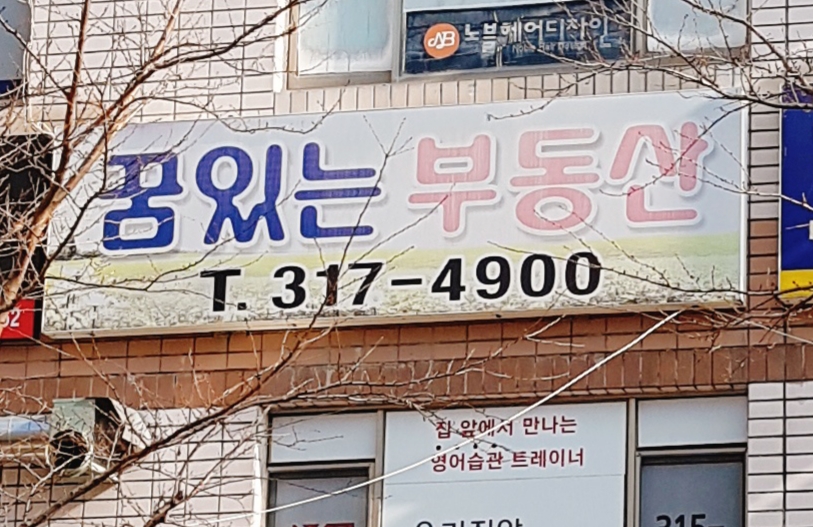 노블헤어디자인
꿈있는 부동산
T. 317-4900
집 앞에서 만나는
영어습관 트레이너